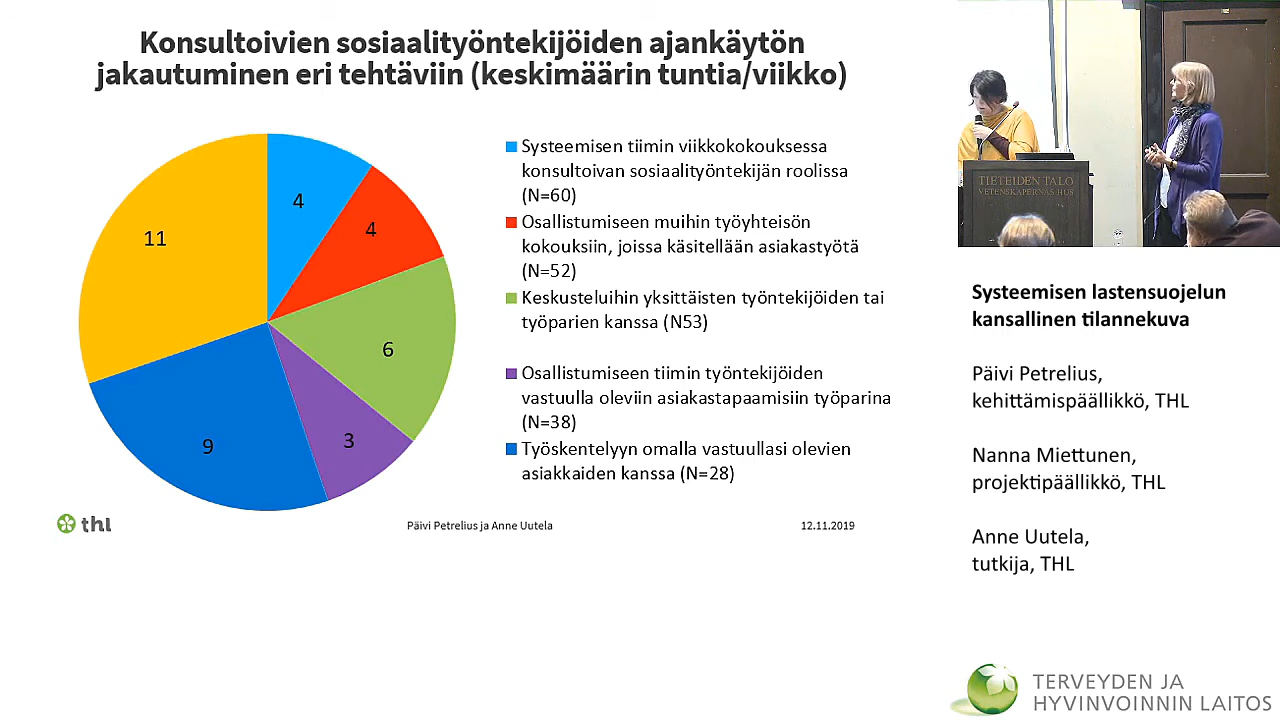 Konsultoivien sosiaalityöntekijöiden ajankäytön
jakautuminen eri tehtäviin (keskimäärin tuntia/viikko)
4
4
6
3
9
11
Systeemisen tiimin viikkokokouksessa
konsultoivan sosiaalityöntekijän roolissa
(N=60)
Osallistumiseen muihin työyhteisön
kokouksiin, joissa käsitellään asiakastyötä
(N=52)
Keskusteluihin yksittäisten työntekijöiden tai
työparien kanssa (N53)
Osallistumiseen tiimin työntekijöiden
vastuulla oleviin asiakastapaamisiin työparina
(N=38)
Työskentelyyn omalla vastuullasi olevien
asiakkaiden kanssa (N=28)
thl
Päivi Petrelius ja Anne Uutela
12.11.2019
TIETEIDEN TALO
VETENSKAPERNAS HUS
Systeemisen lastensuojelun
kansallinen tilannekuva
Päivi Petrelius,
kehittämispäällikkö, THL
Nanna Miettunen,
projektipäällikkö, THL
Anne Uutela,
tutkija, THL
TERVEYDEN JA
HYVINVOINNIN LAITOS